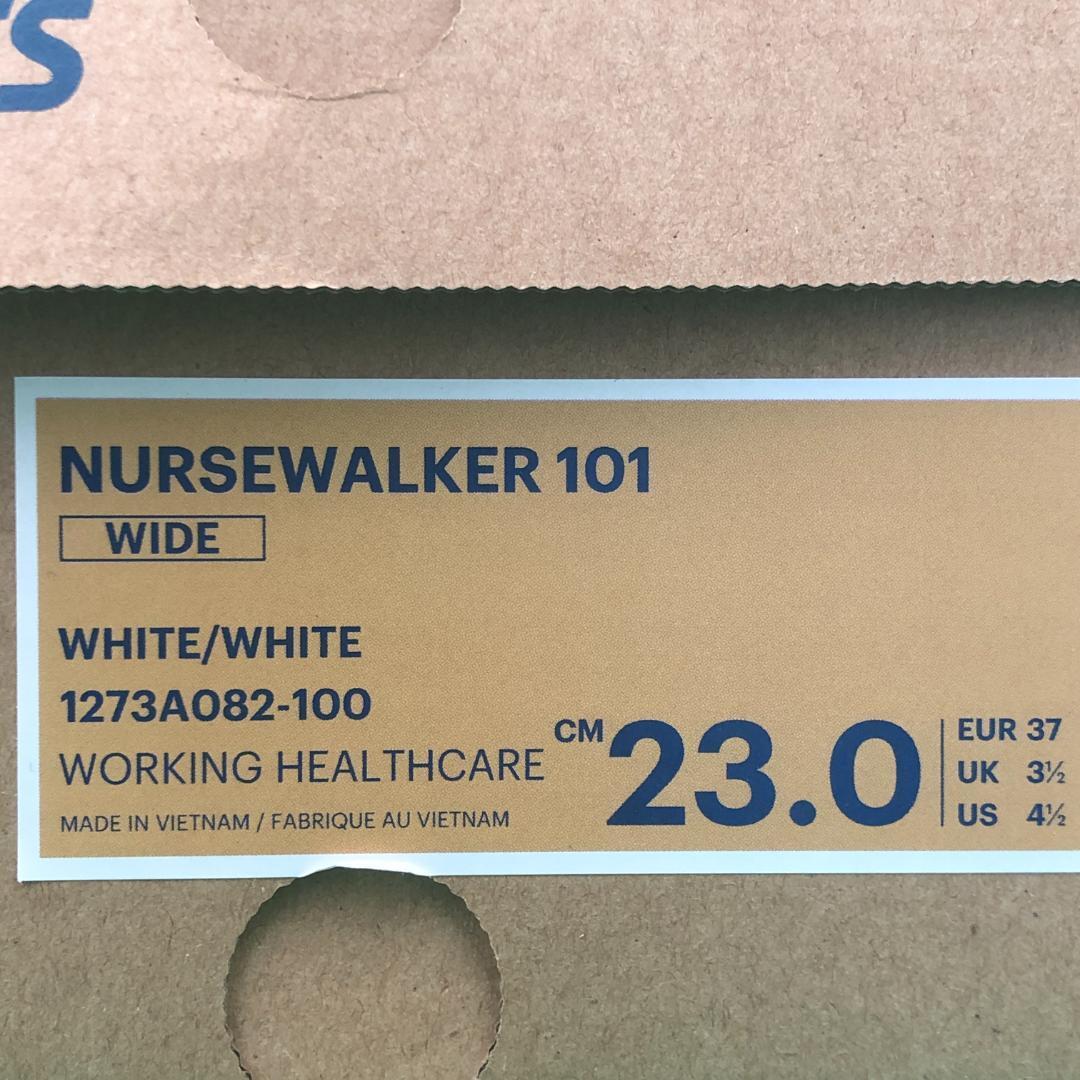 NURSEWALKER 101
WIDE
WHITE/WHITE
1273A082-100
WORKING HEALTHCARE
MADE IN VIETNAM / FABRIQUE AU VIETNAM
CM 23.0
EUR 37
UK 3½
US 4½